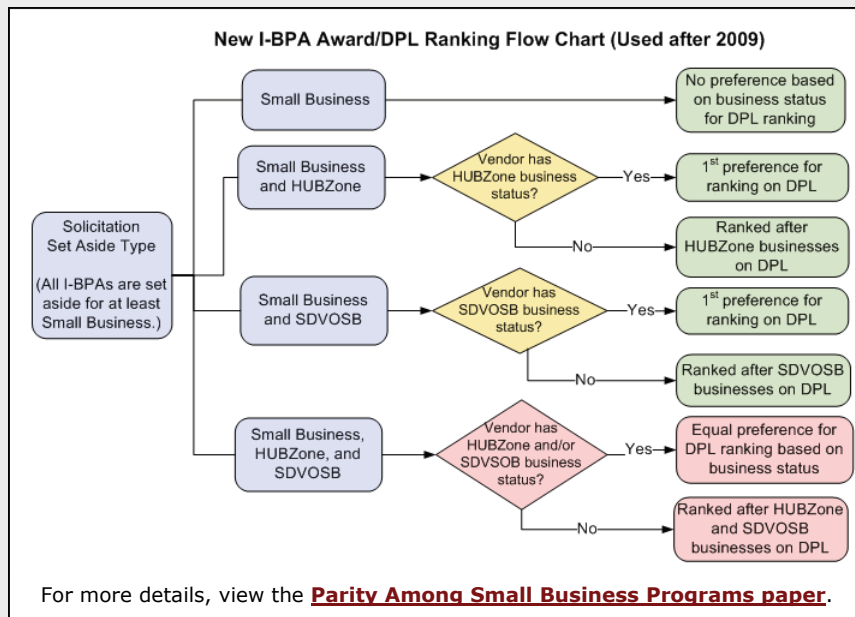 New I-BPA Award/DPL Ranking Flow Chart (Used after 2009)
Small Business
No preference based
on business status
for DPL ranking
Small Business
and HUBZone
Vendor has
HUBZone business
status?
Yes
1st preference for
ranking on DPL
No
Ranked after
HUBZone businesses
on DPL
Solicitation
Set Aside Type
(All I-BPAs are set
aside for at least
Small Business.)
Small Business
and SDVOSB
Vendor has
SDVOSB business
status?
Yes
1st preference for
ranking on DPL
No
Ranked after SDVOSB
businesses on DPL
Small Business,
HUBZone, and
SDVOSB
Vendor has
HUBZone and/or
SDVSOB business
status?
Yes
Equal preference for
DPL ranking based on
business status
No
Ranked after HUBZone
and SDVOSB
businesses on DPL
For more details, view the Parity Among Small Business Programs paper.